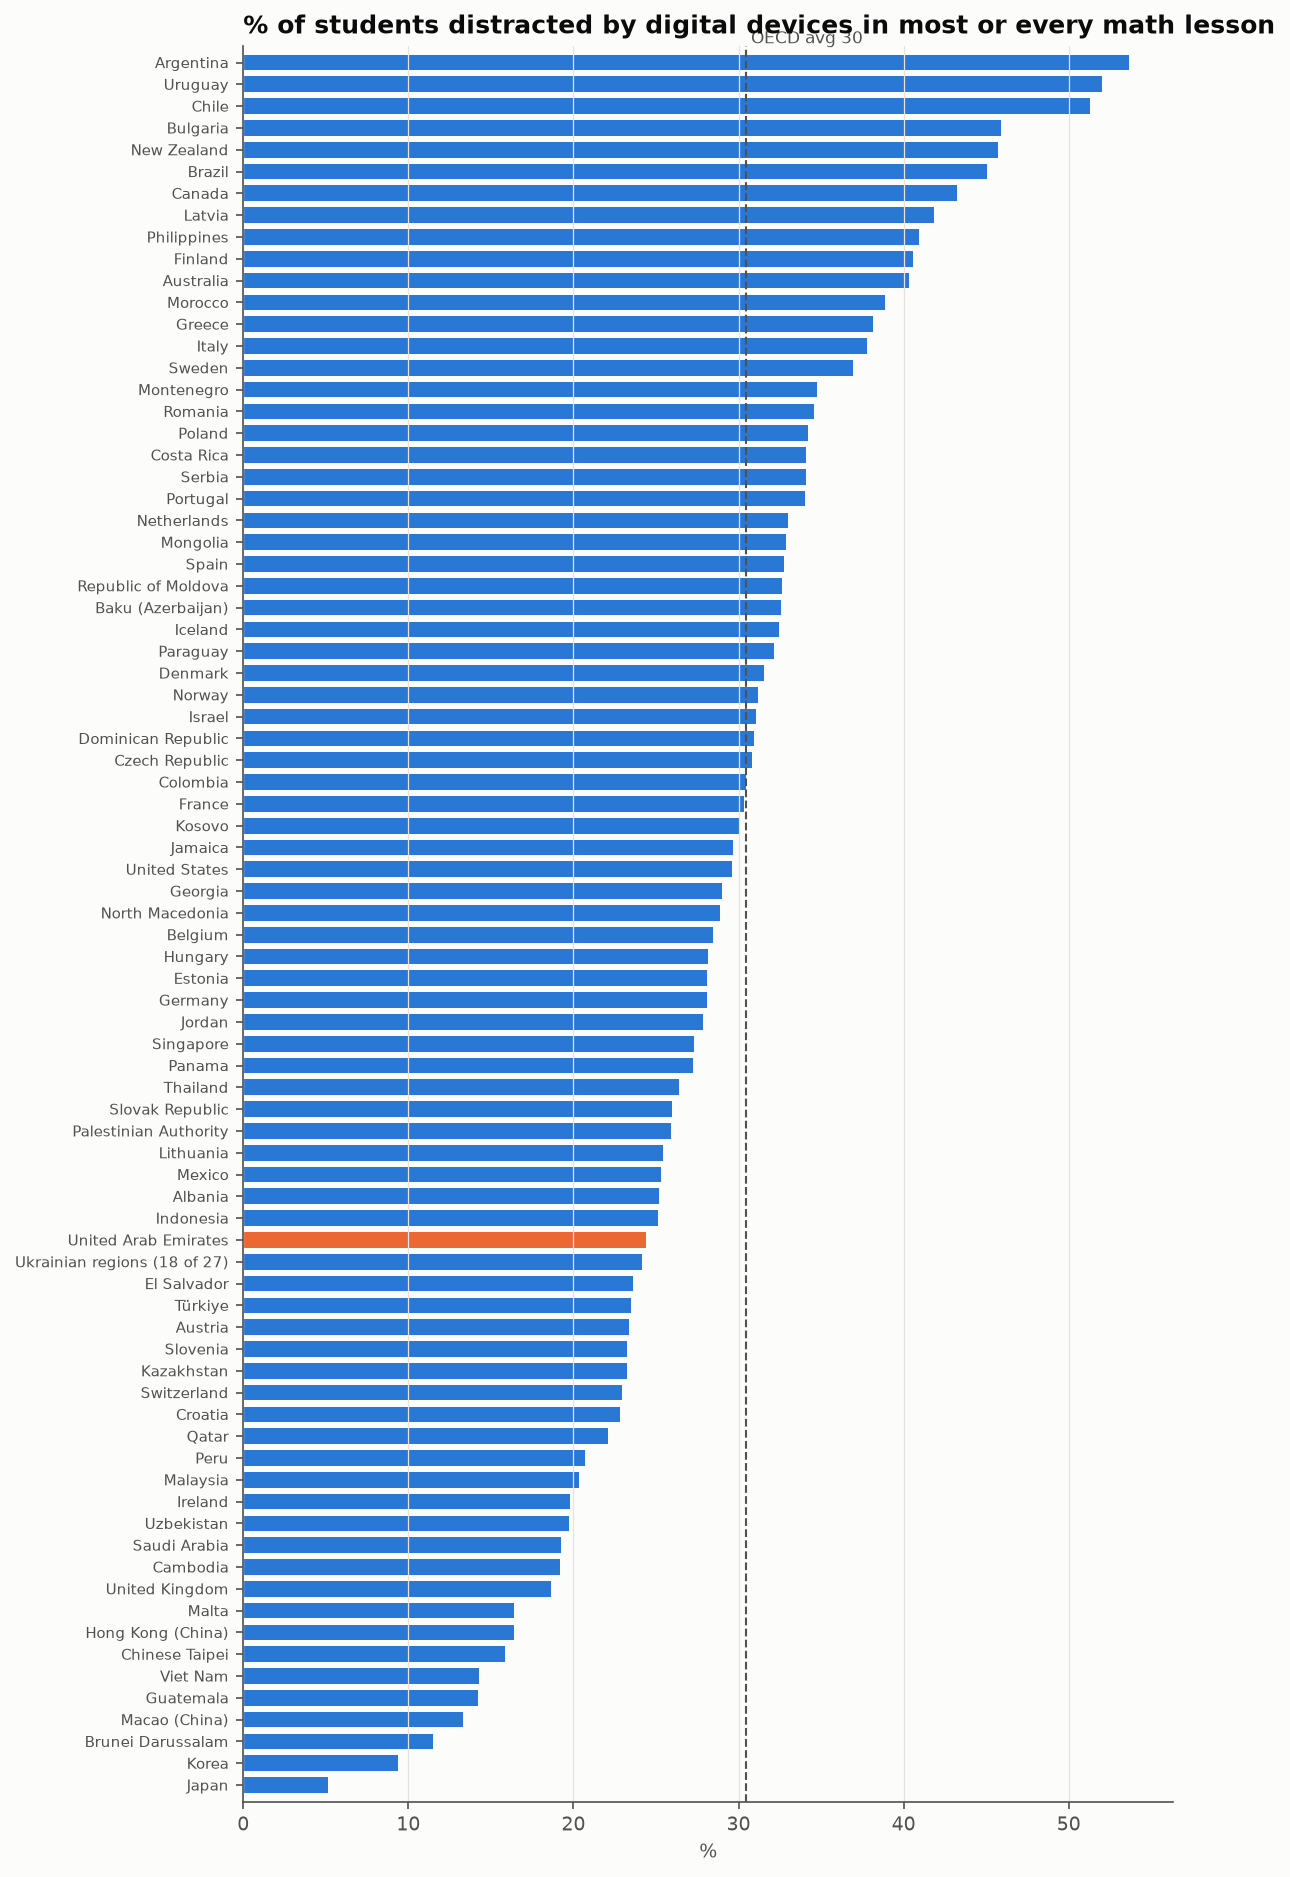 % of students distracted by digital devices in most or every math lesson
OECD avg 30
Argentina
Uruguay
Chile
Bulgaria
New Zealand
Brazil
Canada
Latvia
Philippines
Finland
Australia
Morocco
Greece
Italy
Sweden
Montenegro
Romania
Poland
Costa Rica
Serbia
Portugal
Netherlands
Mongolia
Spain
Republic of Moldova
Baku (Azerbaijan)
Iceland
Paraguay
Denmark
Norway
Israel
Dominican Republic
Czech Republic
Colombia
France
Kosovo
Jamaica
United States
Georgia
North Macedonia
Belgium
Hungary
Estonia
Germany
Jordan
Singapore
Panama
Thailand
Slovak Republic
Palestinian Authority
Lithuania
Mexico
Albania
Indonesia
United Arab Emirates
Ukrainian regions (18 of 27)
El Salvador
Türkiye
Austria
Slovenia
Kazakhstan
Switzerland
Croatia
Qatar
Peru
Malaysia
Ireland
Uzbekistan
Saudi Arabia
Cambodia
United Kingdom
Malta
Hong Kong (China)
Chinese Taipei
Viet Nam
Guatemala
Macao (China)
Brunei Darussalam
Korea
Japan
0 10 20 30 40 50
%